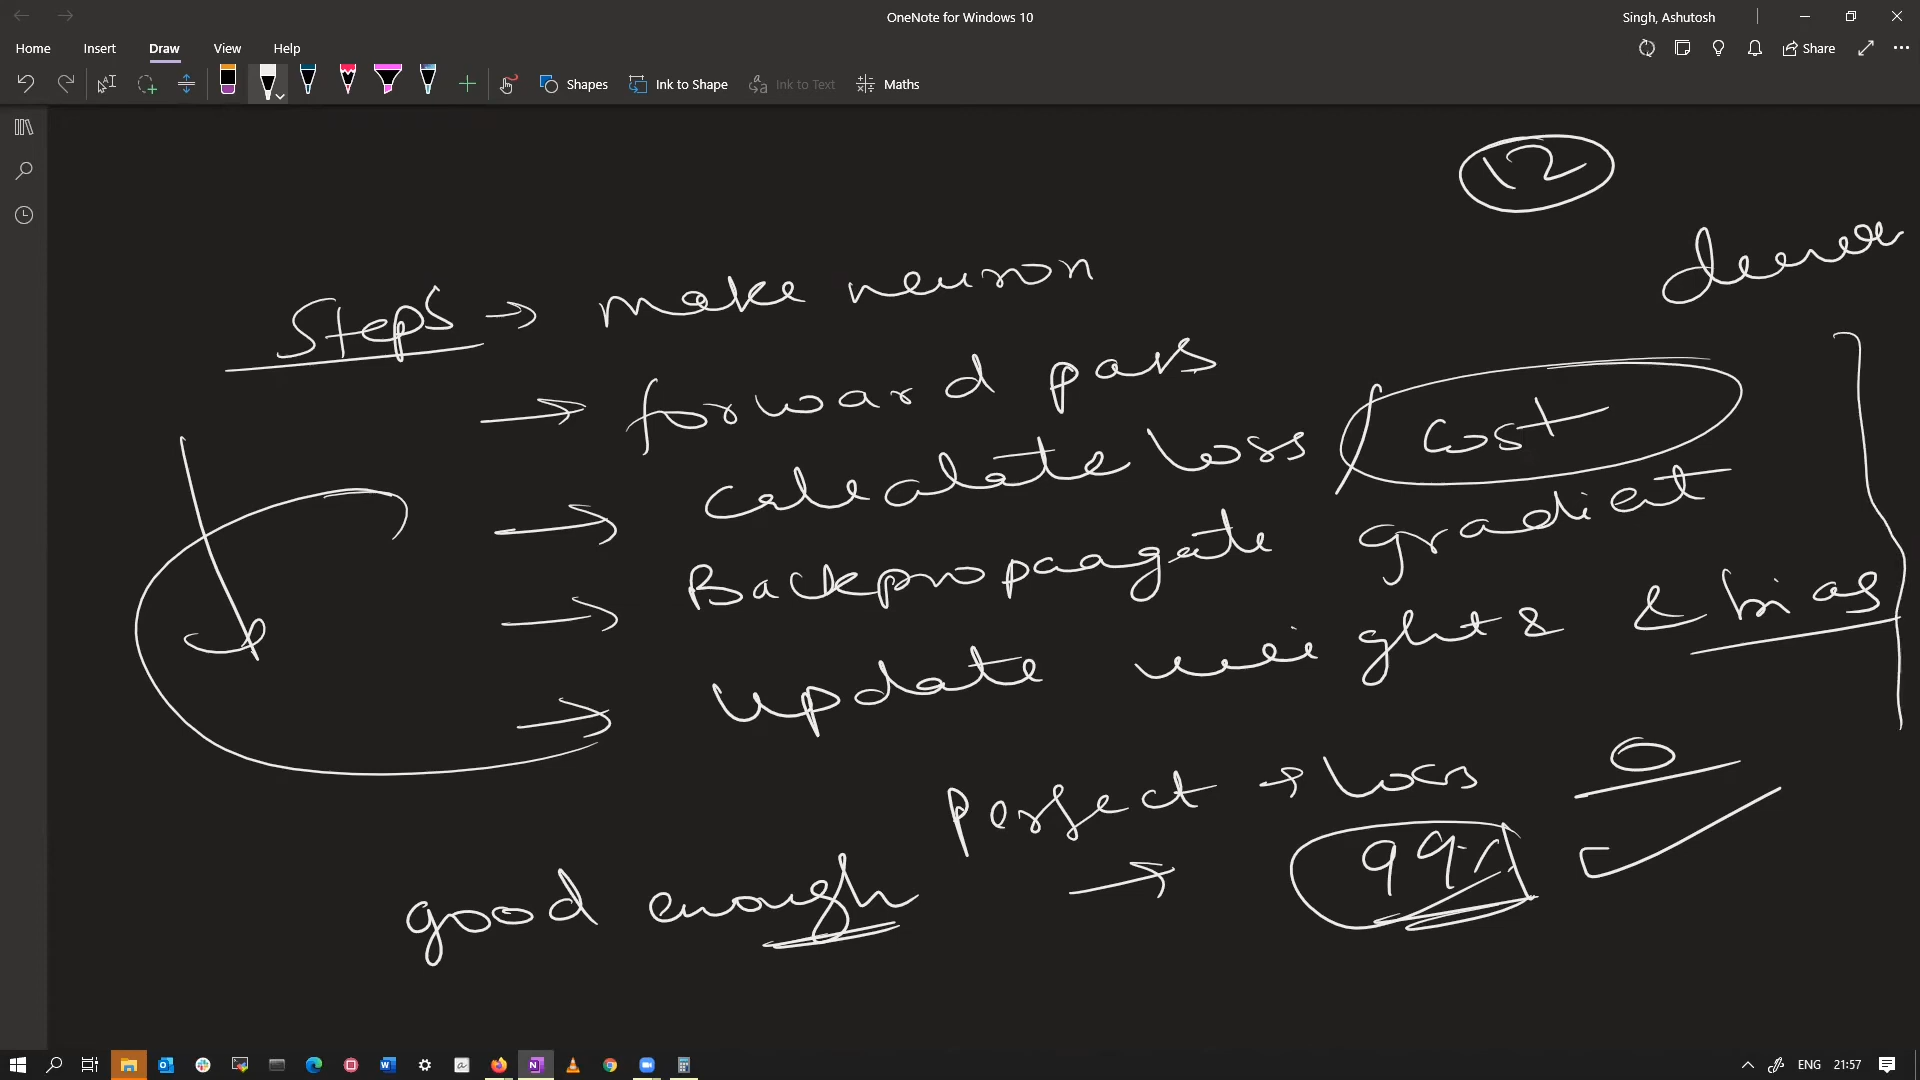 OneNote for Windows 10
Singh, Ashutosh
Home Insert Draw View Help
Share
Shapes Ink to Shape Ink to Text Maths
12
Steps → make neuron
→ forward pass
→ Calculate loss / Cost
→ Backpropaagate gradient
→ update weights & bias
Perfect → loss 0
good enough → 99%
ENG 21:57